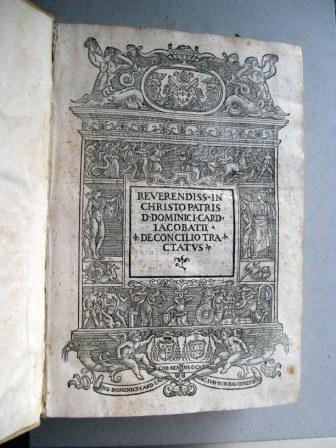 REVERENDISS·IN
CHRISTO PATRIS
D·DOMINICI·CARD·
IACOBATII
DE CONCILIO TRA
CTATVS